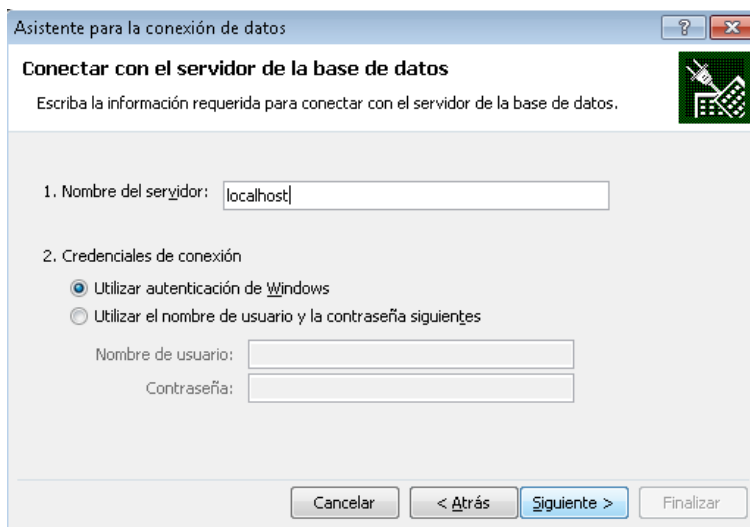 Asistente para la conexión de datos
Conectar con el servidor de la base de datos
Escriba la información requerida para conectar con el servidor de la base de datos.
1. Nombre del servidor: localhost
2. Credenciales de conexión
Utilizar autenticación de Windows
Utilizar el nombre de usuario y la contraseña siguientes
Nombre de usuario:
Contraseña:
Cancelar < Atrás Siguiente > Finalizar